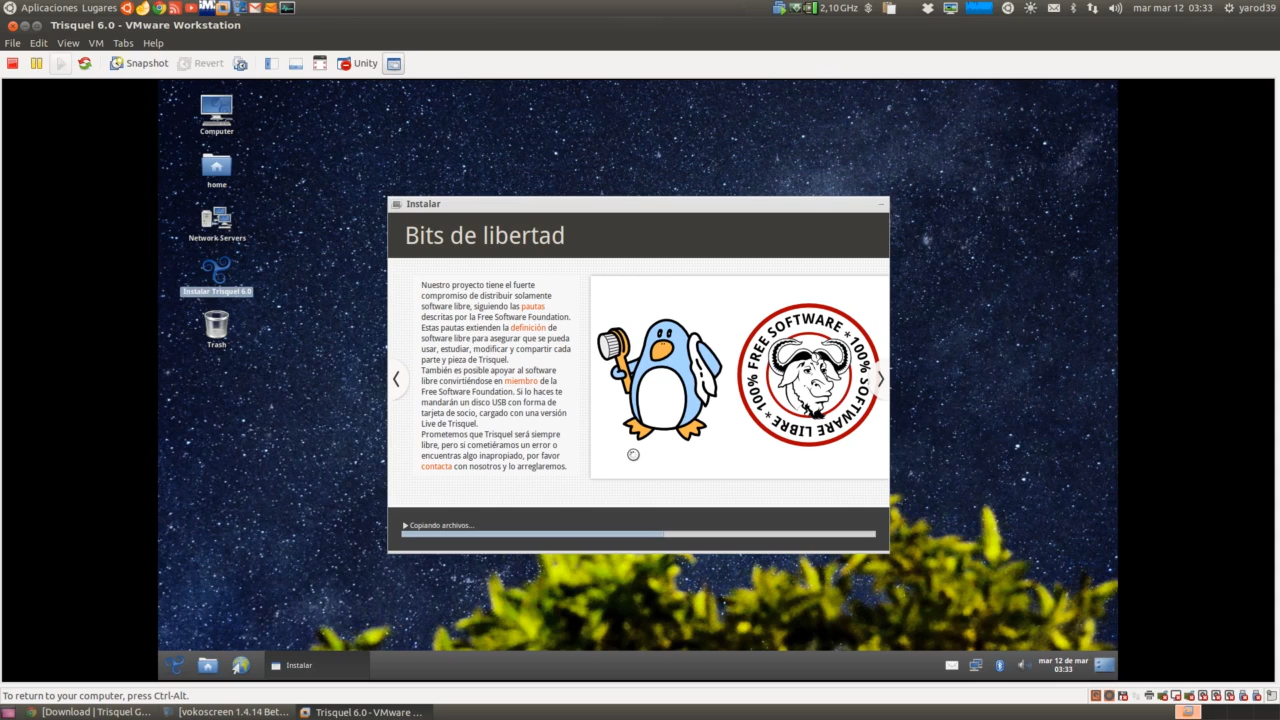 Aplicaciones Lugares
2,10GHz
mar mar 12 03:33
yarod39
Trisquel 6.0 - VMware Workstation
File Edit View VM Tabs Help
Snapshot
Revert
Unity
Computer
home
Network Servers
Instalar Trisquel 6.0
Trash
Instalar
Bits de libertad
Nuestro proyecto tiene el fuerte
compromiso de distribuir solamente
software libre, siguiendo las pautas
descritas por la Free Software Foundation.
Estas pautas extienden la definición de
software libre para asegurar que se pueda
usar, estudiar, modificar y compartir cada
parte y pieza de Trisquel.
También es posible apoyar al software
libre convirtiéndose en miembro de la
Free Software Foundation. Si lo haces te
mandarán un disco USB con forma de
tarjeta de socio, cargado con una versión
Live de Trisquel.
Prometemos que Trisquel será siempre
libre, pero si cometiéramos un error o
encuentras algo inapropiado, por favor
contacta con nosotros y lo arreglaremos.
100% FREE SOFTWARE * 100% SOFTWARE LIBRE *
Copiando archivos...
Instalar
mar 12 de mar
03:33
To return to your computer, press Ctrl-Alt.
[Download | Trisquel G...
[vokoscreen 1.4.14 Bet...
Trisquel 6.0 - VMware ...